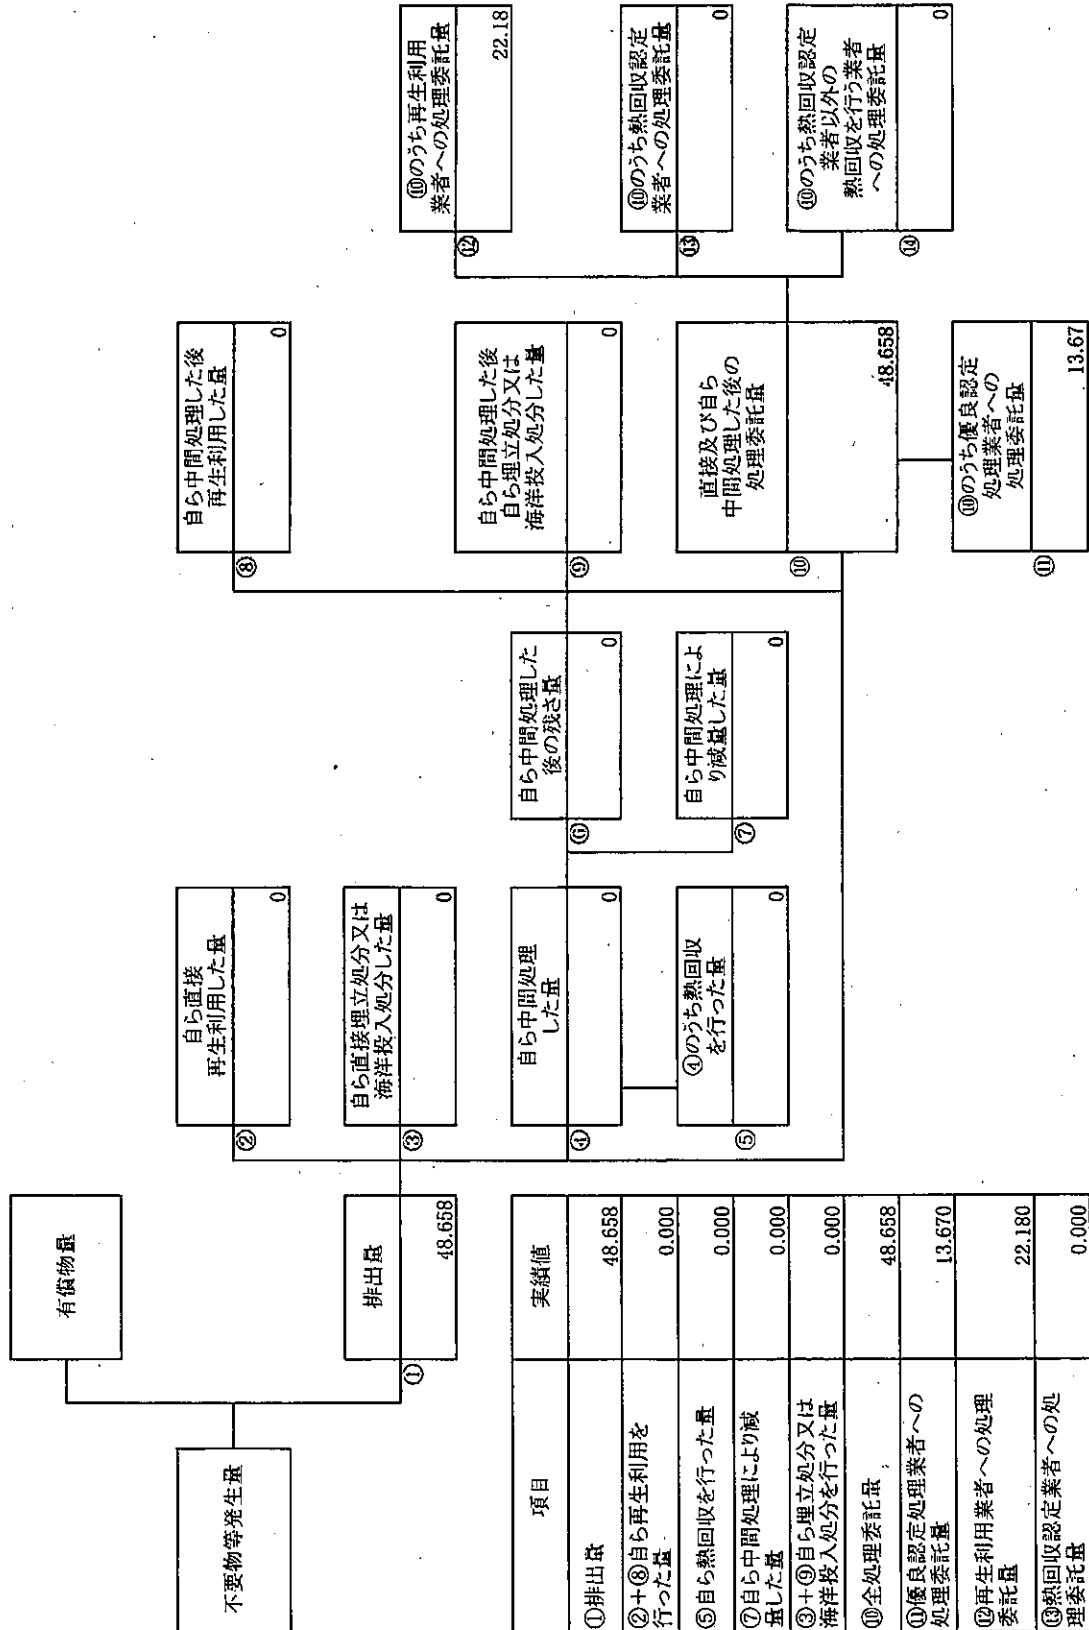 不要物等発生量
有償物量
排出量
①
48.658
自ら直接
再生利用した量
②
0
自ら直接埋立処分又は
海洋投入処分した量
③
0
自ら中間処理
した量
④
0
④のうち熱回収
を行った量
⑤
0
自ら中間処理した
後の残さ量
⑥
0
自ら中間処理によ
り減量した量
⑦
0
自ら中間処理した後
再生利用した量
⑧
0
自ら中間処理した後
自ら埋立処分又は
海洋投入処分した量
⑨
0
直接及び自ら
中間処理した後の
処理委託量
⑩
48.658
⑩のうち優良認定
処理業者への
処理委託量
⑪
13.67
⑩のうち再生利用
業者への処理委託量
⑫
22.18
⑩のうち熱回収認定
業者への処理委託量
⑬
0
⑩のうち熱回収認定
業者以外の
熱回収を行う業者
への処理委託量
⑭
0
項目 実績値
①排出量 48.658
②+⑧自ら再生利用を
行った量 0.000
⑤自ら熱回収を行った量 0.000
⑦自ら中間処理により減
量した量 0.000
③+⑨自ら埋立処分又は
海洋投入処分を行った量 0.000
⑩全処理委託量 48.658
⑪優良認定処理業者への
処理委託量 13.670
⑫再生利用業者への処理
委託量 22.180
⑬熱回収認定業者への処
理委託量 0.000